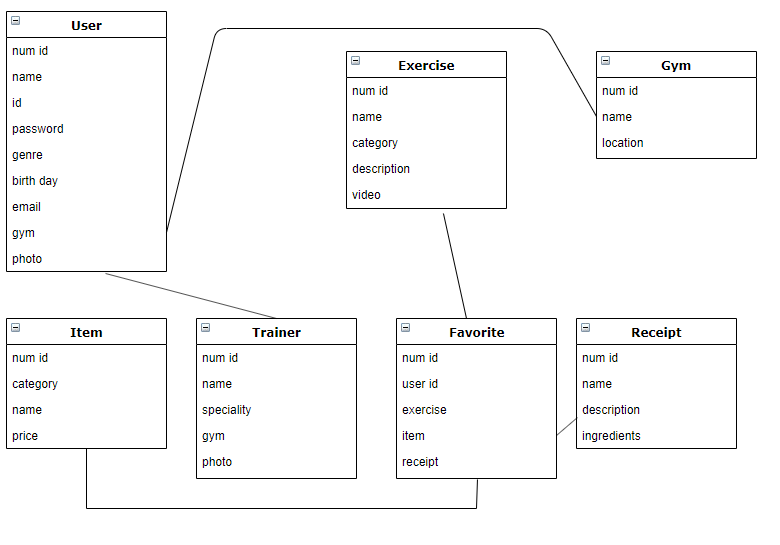 User
num id
name
id
password
genre
birth day
email
gym
photo
Exercise
num id
name
category
description
video
Gym
num id
name
location
Item
num id
category
name
price
Trainer
num id
name
speciality
gym
photo
Favorite
num id
user id
exercise
item
receipt
Receipt
num id
name
description
ingredients